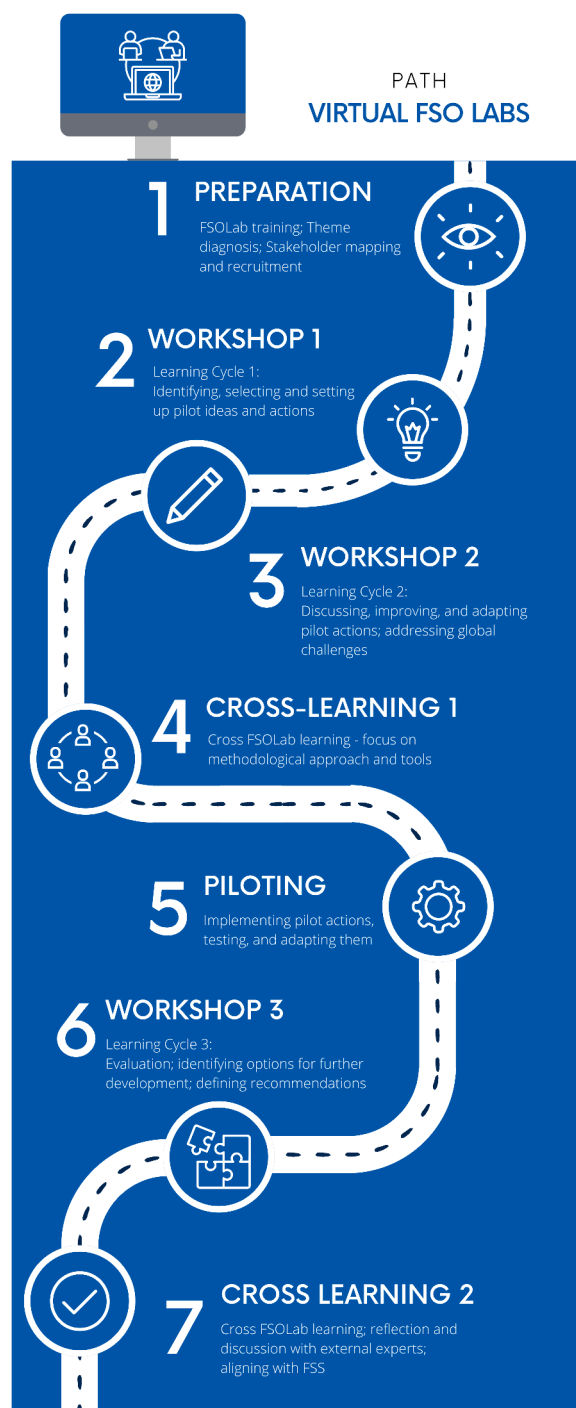 PATH
VIRTUAL FSO LABS
1
PREPARATION
FSOLab training; Theme
diagnosis; Stakeholder mapping
and recruitment
2
WORKSHOP 1
Learning Cycle 1:
Identifying, selecting and setting
up pilot ideas and actions
3
WORKSHOP 2
Learning Cycle 2:
Discussing, improving, and adapting
pilot actions; addressing global
challenges
4
CROSS-LEARNING 1
Cross FSOLab learning - focus on
methodological approach and tools
5
PILOTING
Implementing pilot actions,
testing, and adapting them
6
WORKSHOP 3
Learning Cycle 3:
Evaluation; identifying options for further
development; defining recommendations
7
CROSS LEARNING 2
Cross FSOLab learning; reflection and
discussion with external experts;
aligning with FSS